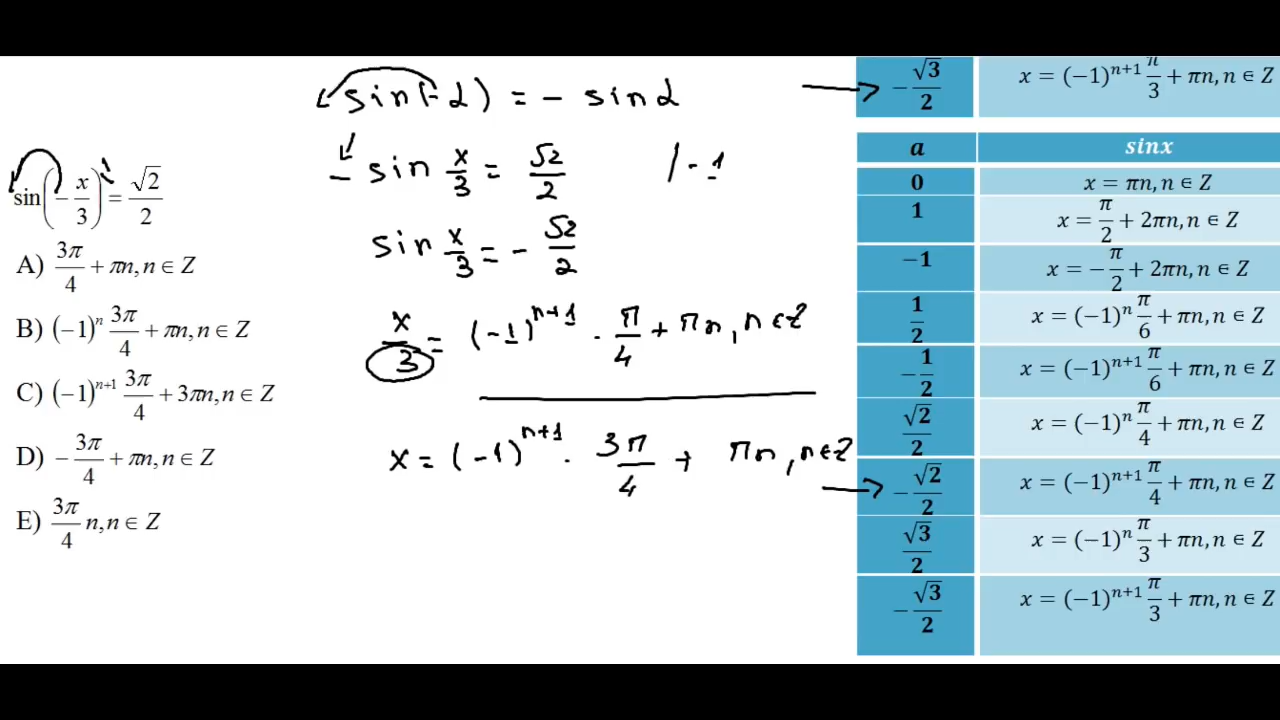 sin(-α) = - sinα
- sin x/3 = √2/2 /-1
sin x/3 = - √2/2
x/3 = (-1)^n+1 · π/4 + πn, n∈Z
x = (-1)^n+1 · 3π/4 + πn, n∈Z
sin(-x/3) = √2/2
A) 3π/4 + πn, n ∈ Z
B) (-1)^n 3π/4 + πn, n ∈ Z
C) (-1)^n+1 3π/4 + 3πn, n ∈ Z
D) -3π/4 + πn, n ∈ Z
E) 3π/4 n, n ∈ Z
-√3/2 x = (-1)^n+1 π/3 + πn, n ∈ Z
a sinx
0 x = πn, n ∈ Z
1 x = π/2 + 2πn, n ∈ Z
-1 x = -π/2 + 2πn, n ∈ Z
1/2 x = (-1)^n π/6 + πn, n ∈ Z
-1/2 x = (-1)^n+1 π/6 + πn, n ∈ Z
√2/2 x = (-1)^n π/4 + πn, n ∈ Z
-√2/2 x = (-1)^n+1 π/4 + πn, n ∈ Z
√3/2 x = (-1)^n π/3 + πn, n ∈ Z
-√3/2 x = (-1)^n+1 π/3 + πn, n ∈ Z